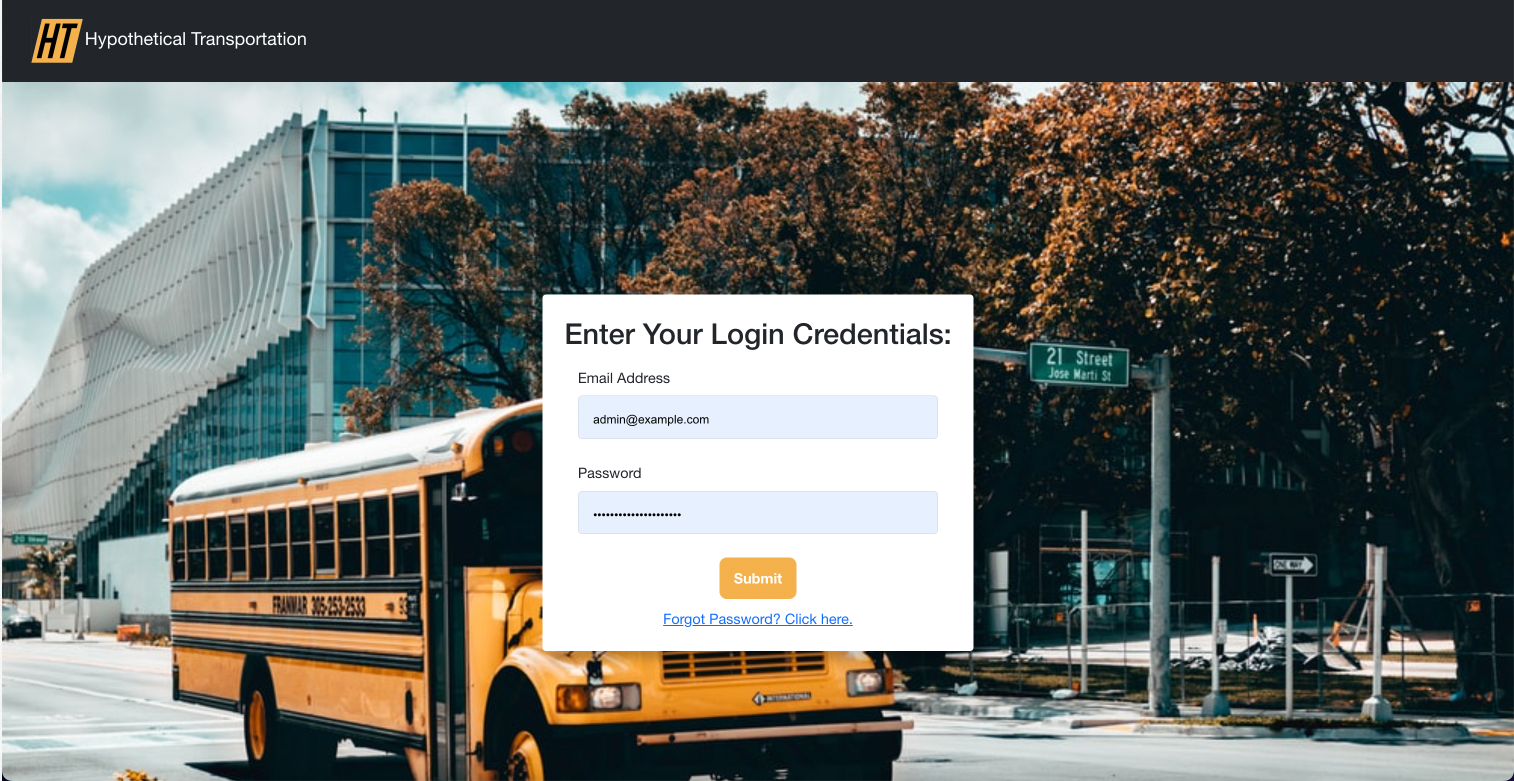 HT Hypothetical Transportation
Enter Your Login Credentials:
Email Address
admin@example.com
Password
•••••••••••••••••••••
Submit
Forgot Password? Click here.
21 Street
Jose Marti St
20 Street
FRANMAR 305-253-2533
ONE WAY
INTERNATIONAL